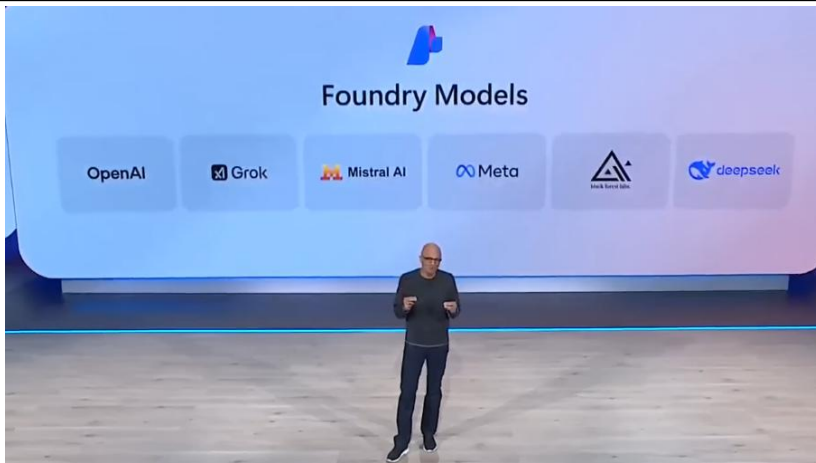 Foundry Models
OpenAI
Grok
Mistral AI
Meta
black forest labs
deepseek